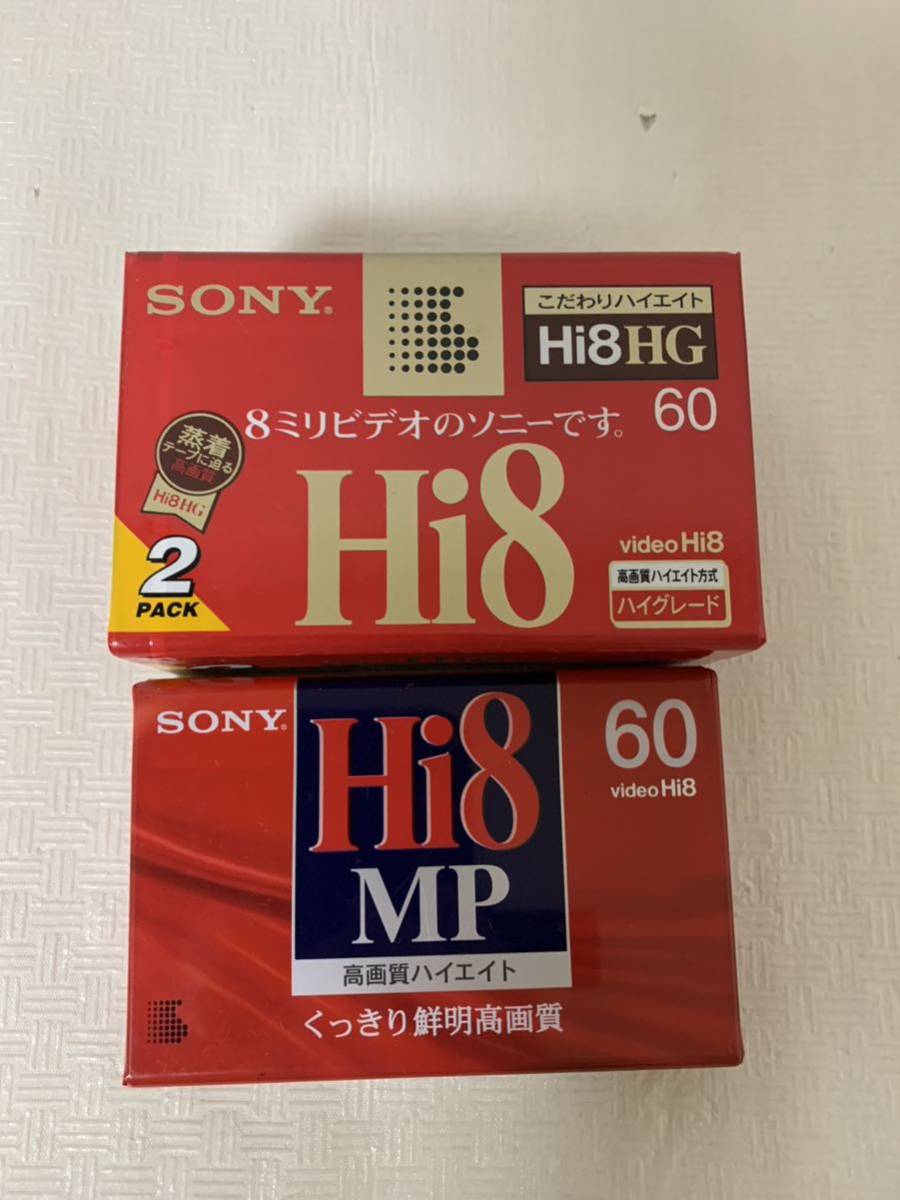 SONY®
こだわりハイエイト
Hi8HG
60
8ミリビデオのソニーです。
蒸着
テープに迫る
高画質
Hi8HG
Hi8
2
PACK
video Hi8
高画質ハイエイト方式
ハイグレード
SONY®
Hi8
MP
60
video Hi8
高画質ハイエイト
くっきり鮮明高画質